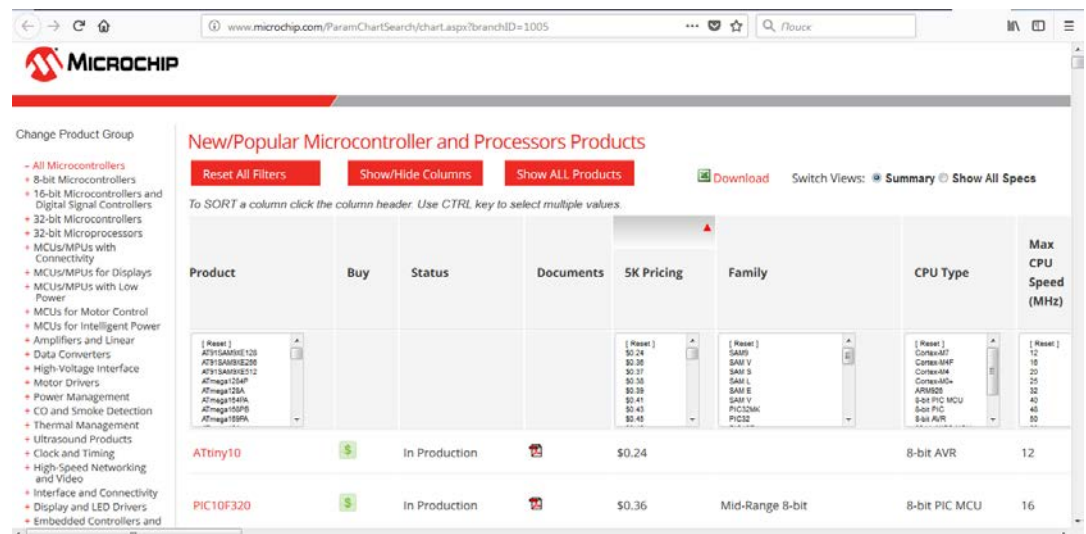 www.microchip.com/ParamChartSearch/chart.aspx?branchID=1005
Поиск
MICROCHIP
Change Product Group
– All Microcontrollers
+ 8-bit Microcontrollers
+ 16-bit Microcontrollers and
Digital Signal Controllers
+ 32-bit Microcontrollers
+ 32-bit Microprocessors
+ MCUs/MPUs with
Connectivity
+ MCUs/MPUs for Displays
+ MCUs/MPUs with Low
Power
+ MCUs for Motor Control
+ MCUs for Intelligent Power
+ Amplifiers and Linear
+ Data Converters
+ High-Voltage Interface
+ Motor Drivers
+ Power Management
+ CO and Smoke Detection
+ Thermal Management
+ Ultrasound Products
+ Clock and Timing
+ High-Speed Networking
and Video
+ Interface and Connectivity
+ Display and LED Drivers
+ Embedded Controllers and
New/Popular Microcontroller and Processors Products
Reset All Filters Show/Hide Columns Show ALL Products Download Switch Views: Summary Show All Specs
To SORT a column click the column header. Use CTRL key to select multiple values.
Product Buy Status Documents 5K Pricing Family CPU Type Max
CPU
Speed
(MHz)
[ Reset ]
AT91SAM9XE128
AT91SAM9XE256
AT91SAM9XE512
ATmega1284P
ATmega128A
ATmega164PA
ATmega168PB
ATmega169PA
[ Reset ]
$0.24
$0.36
$0.37
$0.38
$0.39
$0.41
$0.43
$0.45
[ Reset ]
SAM9
SAM V
SAM S
SAM L
SAM E
SAM V
PIC32MK
PIC32
[ Reset ]
Cortex-M7
Cortex-M4F
Cortex-M4
Cortex-M0+
ARM926
8-bit PIC MCU
8-bit PIC
8-bit AVR
[ Reset ]
12
16
20
25
32
40
48
50
ATtiny10 $ In Production $0.24 8-bit AVR 12
PIC10F320 $ In Production $0.36 Mid-Range 8-bit 8-bit PIC MCU 16